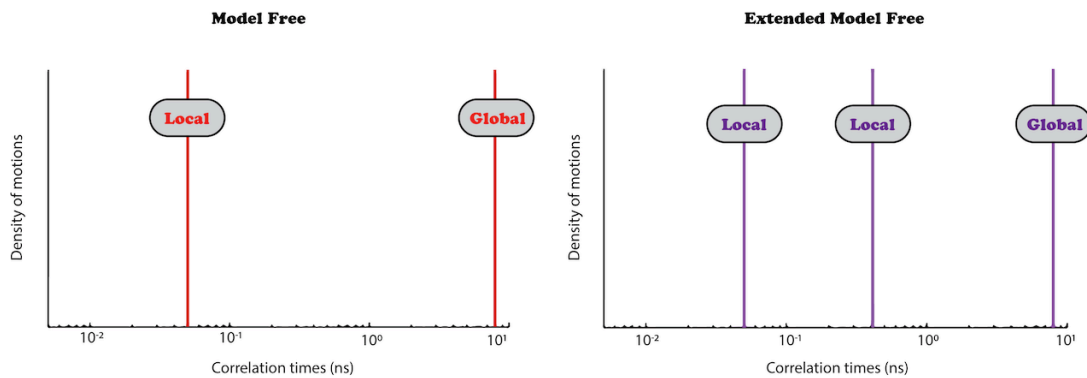 Model Free
Extended Model Free
Density of motions
Local
Global
10⁻²
10⁻¹
10⁰
10¹
Correlation times (ns)
Density of motions
Local
Local
Global
10⁻²
10⁻¹
10⁰
10¹
Correlation times (ns)